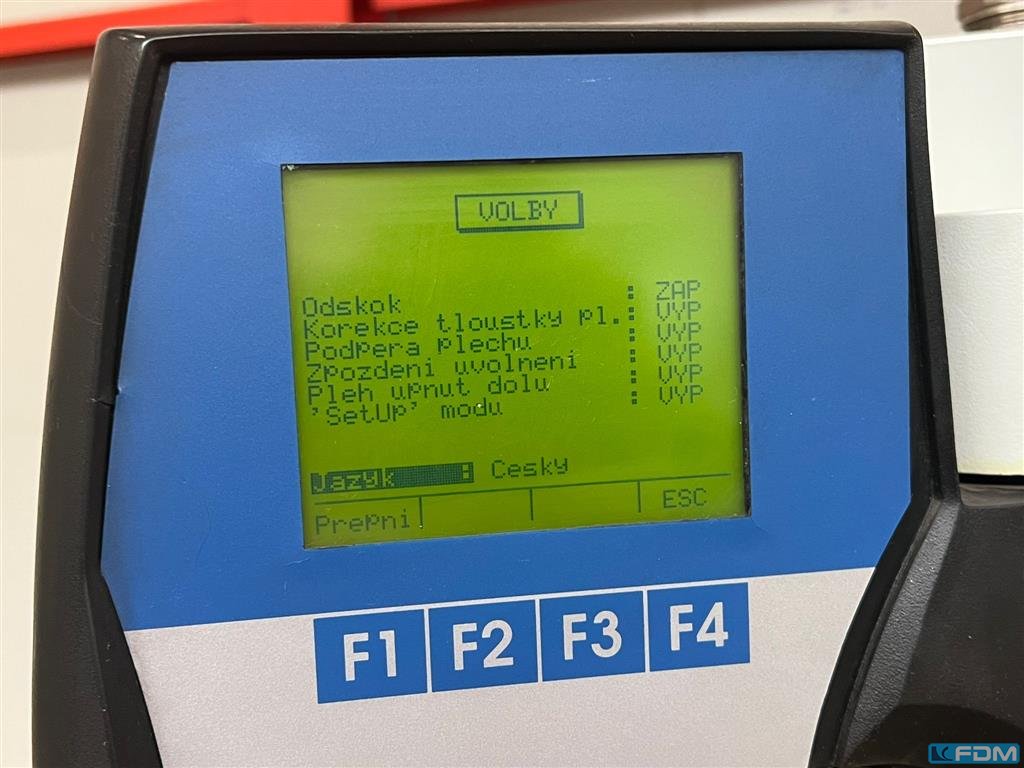 VOLBY
Odskok : ZAP
Korekce tloustky pl. : VYP
Podpera plechu : VYP
Zpozdeni uvolneni : VYP
Pleh upnut dolu : VYP
'SetUp' modu : VYP
Jazyk : Cesky
Prepni ESC
F1 F2 F3 F4
FDM